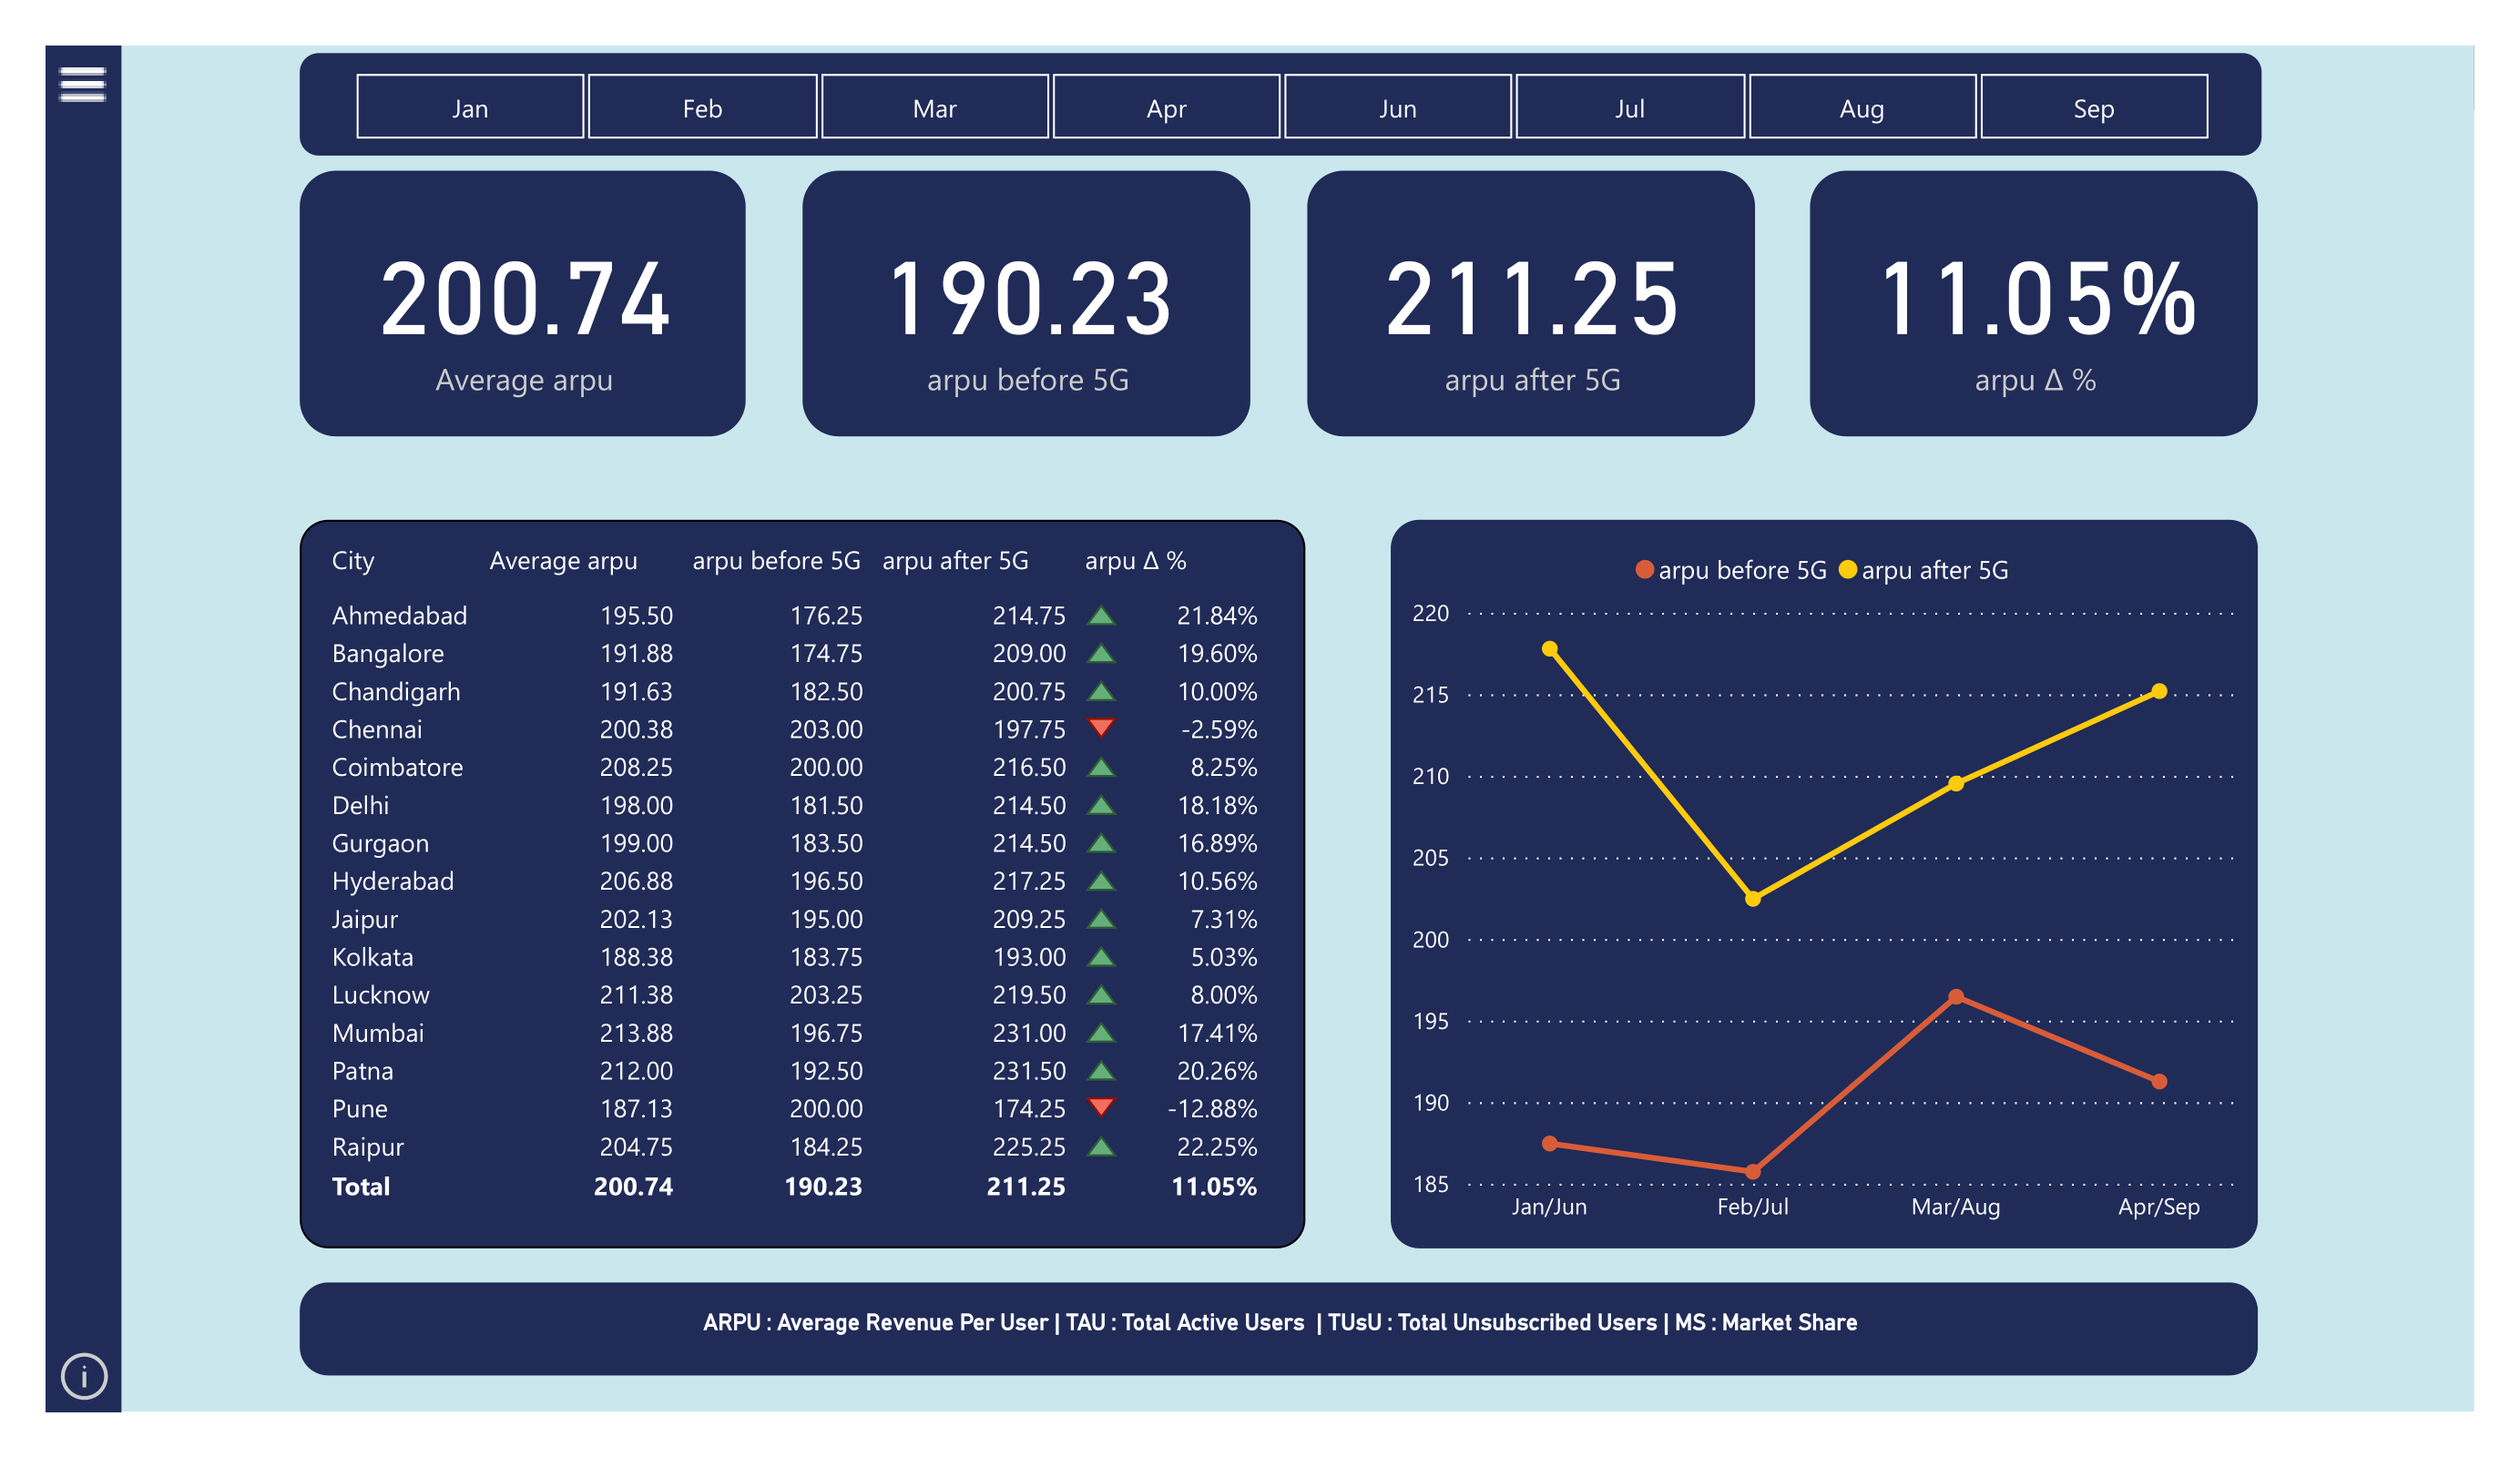 Jan Feb Mar Apr Jun Jul Aug Sep
200.74 190.23 211.25 11.05%
Average arpu arpu before 5G arpu after 5G arpu Δ %
City Average arpu arpu before 5G arpu after 5G arpu Δ %
Ahmedabad 195.50 176.25 214.75 21.84%
Bangalore 191.88 174.75 209.00 19.60%
Chandigarh 191.63 182.50 200.75 10.00%
Chennai 200.38 203.00 197.75 -2.59%
Coimbatore 208.25 200.00 216.50 8.25%
Delhi 198.00 181.50 214.50 18.18%
Gurgaon 199.00 183.50 214.50 16.89%
Hyderabad 206.88 196.50 217.25 10.56%
Jaipur 202.13 195.00 209.25 7.31%
Kolkata 188.38 183.75 193.00 5.03%
Lucknow 211.38 203.25 219.50 8.00%
Mumbai 213.88 196.75 231.00 17.41%
Patna 212.00 192.50 231.50 20.26%
Pune 187.13 200.00 174.25 -12.88%
Raipur 204.75 184.25 225.25 22.25%
Total 200.74 190.23 211.25 11.05%
arpu before 5G arpu after 5G
220
215
210
205
200
195
190
185
Jan/Jun Feb/Jul Mar/Aug Apr/Sep
ARPU : Average Revenue Per User | TAU : Total Active Users | TUsU : Total Unsubscribed Users | MS : Market Share
i